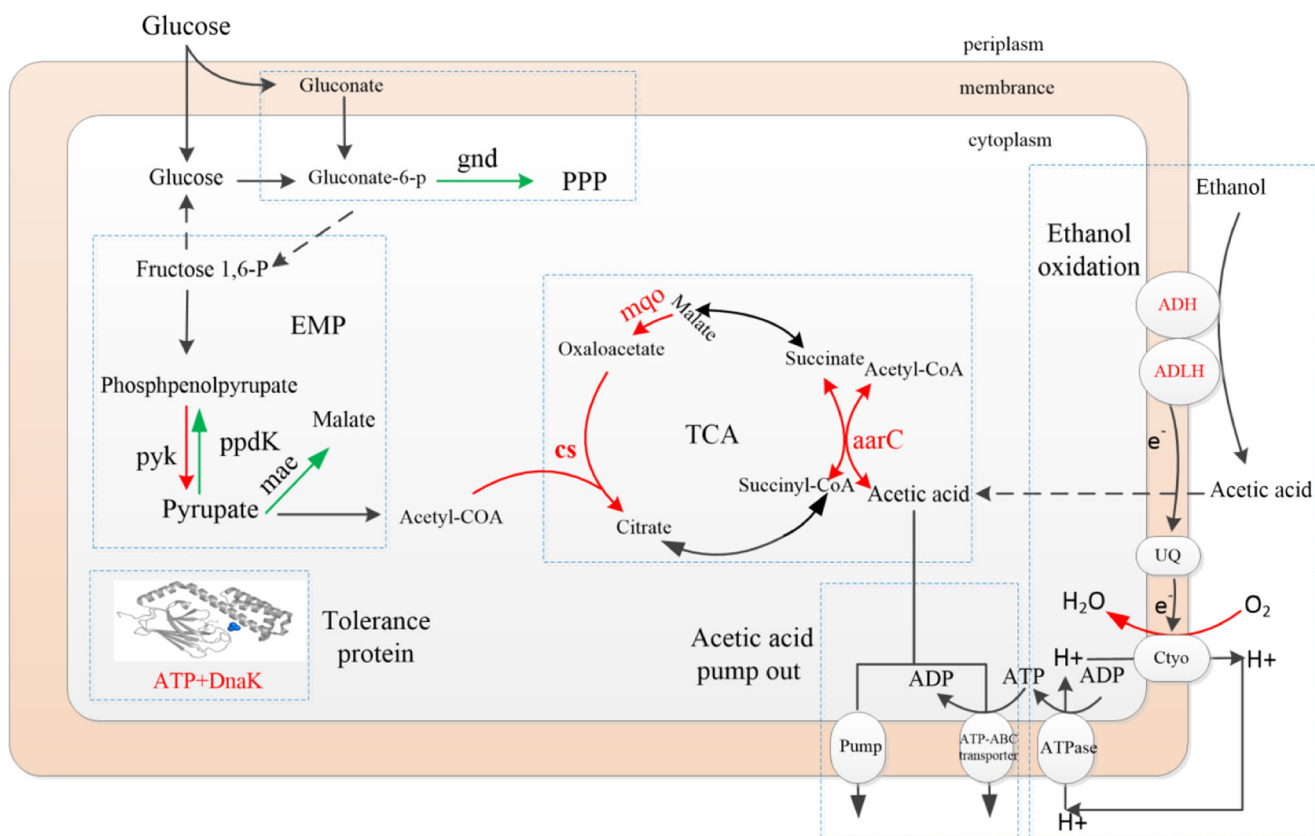 Glucose
periplasm
membrance
cytoplasm
Gluconate
Glucose
Gluconate-6-p
gnd
PPP
Ethanol
Fructose 1,6-P
EMP
Ethanol
oxidation
ADH
ADLH
mqo
Malate
Oxaloacetate
Succinate
Acetyl-CoA
Phosphpenolpyrupate
Malate
pyk
ppdK
mae
Pyrupate
TCA
cs
aarC
e-
Succinyl-CoA
Acetic acid
Acetic acid
Acetyl-COA
Citrate
UQ
e-
H2O
O2
Tolerance
protein
ATP+DnaK
Acetic acid
pump out
Ctyo
H+
H+
ADP
ATP
ADP
Pump
ATP-ABC
transporter
ATPase
H+